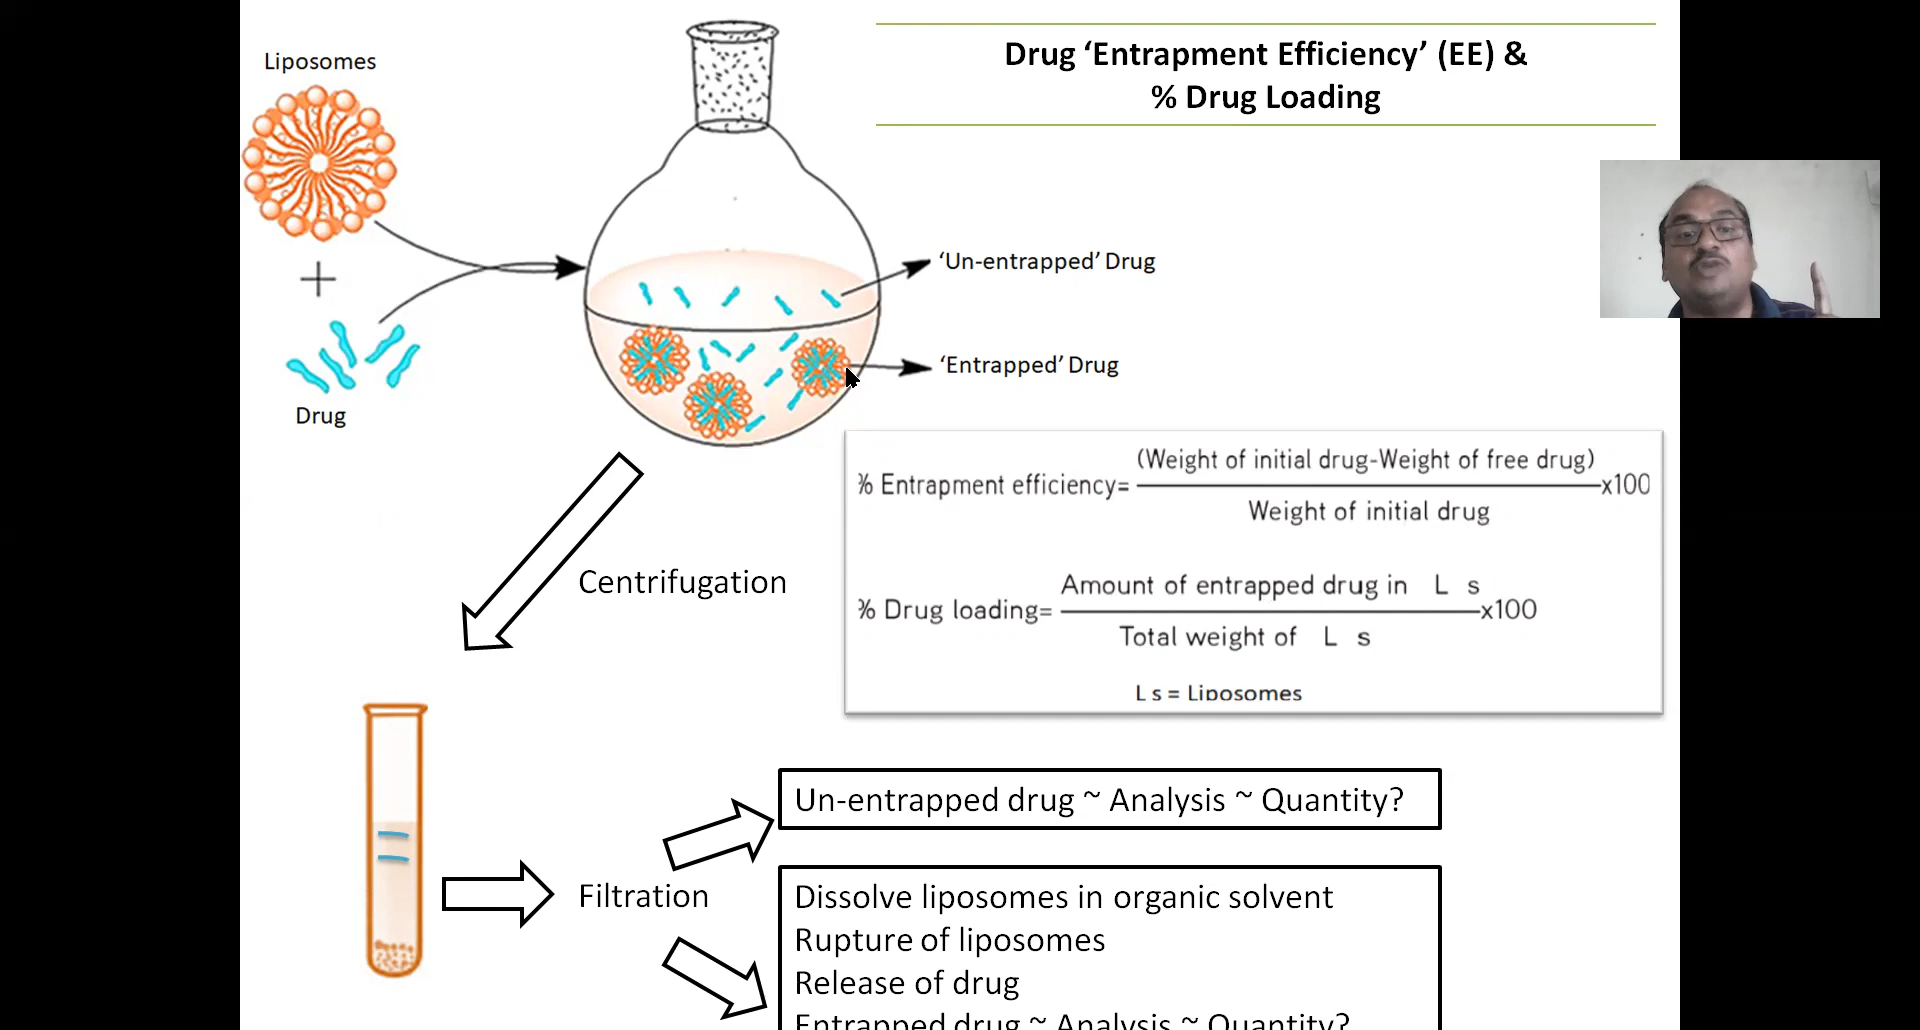 Drug ‘Entrapment Efficiency’ (EE) &
% Drug Loading
Liposomes
+
Drug
‘Un-entrapped’ Drug
‘Entrapped’ Drug
% Entrapment efficiency= (Weight of initial drug-Weight of free drug) x100
Weight of initial drug
% Drug loading= Amount of entrapped drug in L s x100
Total weight of L s
L s = Liposomes
Centrifugation
Filtration
Un-entrapped drug ~ Analysis ~ Quantity?
Dissolve liposomes in organic solvent
Rupture of liposomes
Release of drug
Entrapped drug ~ Analysis ~ Quantity?